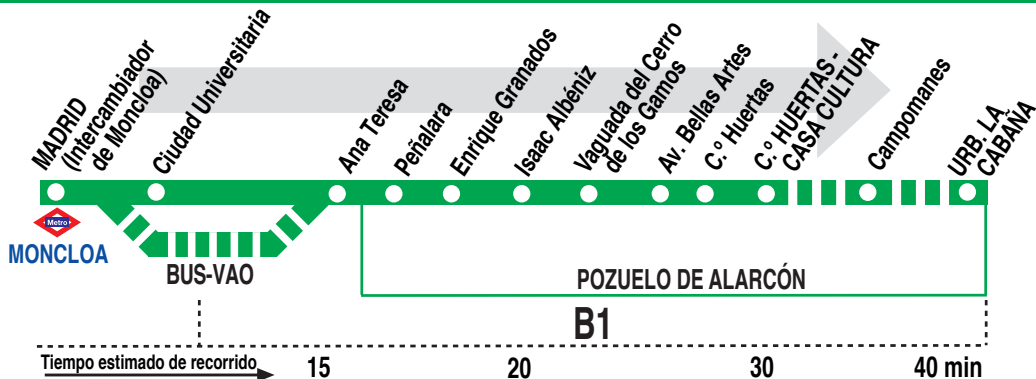 MADRID
(Intercambiador
de Moncloa)
Ciudad Universitaria
Ana Teresa
Peñalara
Enrique Granados
Isaac Albéniz
Vaguada del Cerro
de los Gamos
Av. Bellas Artes
C.º Huertas
C.º HUERTAS -
CASA CULTURA
Campomanes
URB. LA
CABAÑA
Metro
MONCLOA
BUS-VAO
POZUELO DE ALARCÓN
B1
Tiempo estimado de recorrido
15
20
30
40 min